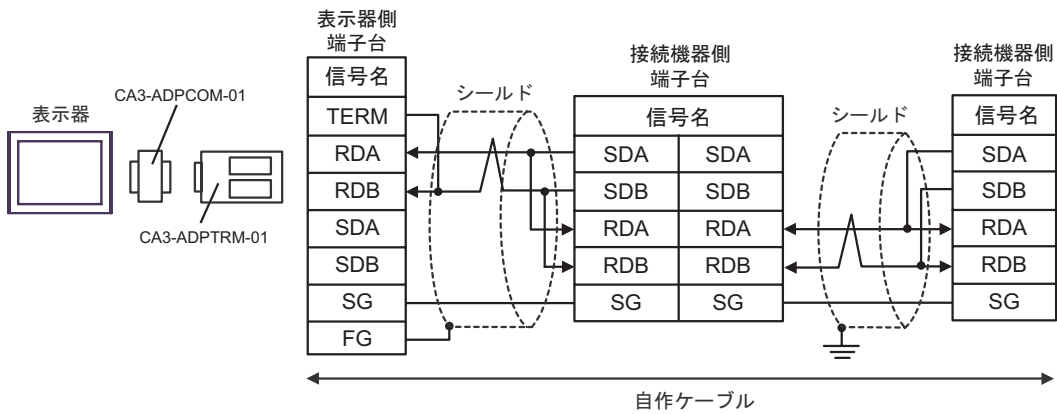 表示器
CA3-ADPCOM-01
CA3-ADPTRM-01
表示器側
端子台
信号名
TERM
RDA
RDB
SDA
SDB
SG
FG
シールド
接続機器側
端子台
信号名
SDA SDA
SDB SDB
RDA RDA
RDB RDB
SG SG
シールド
接続機器側
端子台
信号名
SDA
SDB
RDA
RDB
SG
自作ケーブル